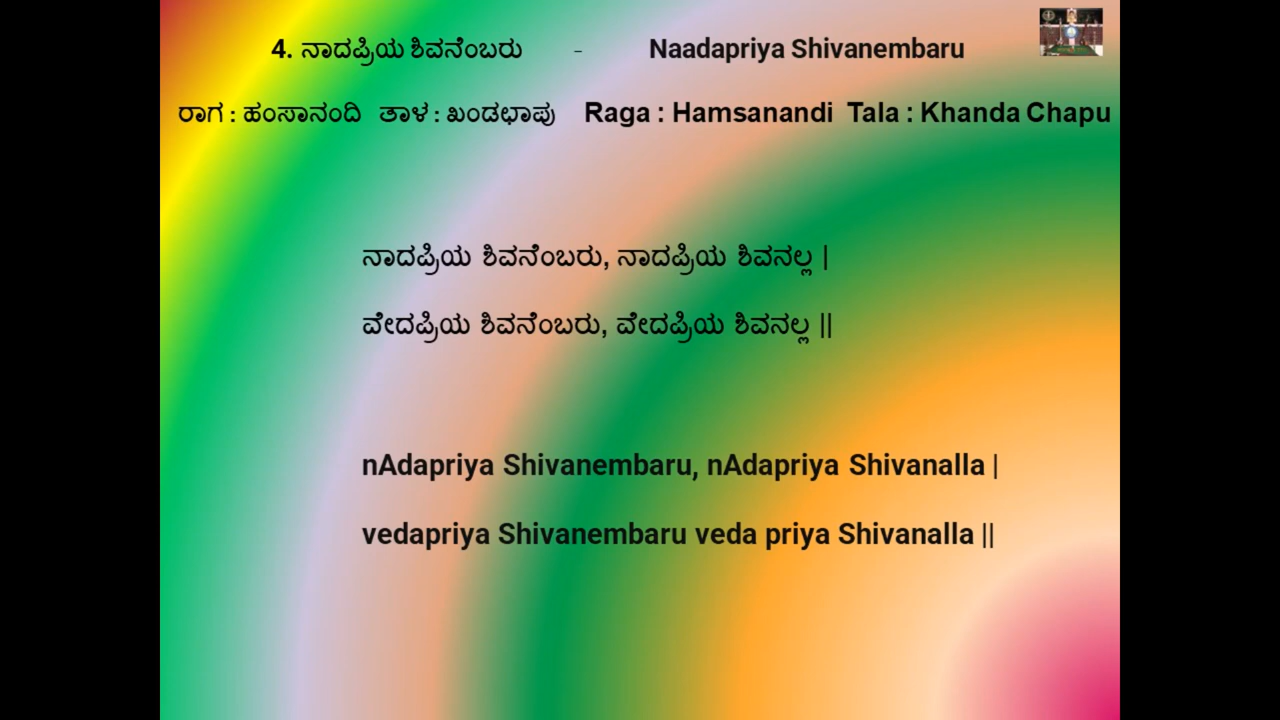 4. ನಾದಪ್ರಿಯ ಶಿವನೆಂಬರು - Naadapriya Shivanembaru
ರಾಗ : ಹಂಸಾನಂದಿ ತಾಳ : ಖಂಡಛಾಪು Raga : Hamsanandi Tala : Khanda Chapu
ನಾದಪ್ರಿಯ ಶಿವನೆಂಬರು, ನಾದಪ್ರಿಯ ಶಿವನಲ್ಲ |
ವೇದಪ್ರಿಯ ಶಿವನೆಂಬರು, ವೇದಪ್ರಿಯ ಶಿವನಲ್ಲ ||
nAdapriya Shivanembaru, nAdapriya Shivanalla |
vedapriya Shivanembaru veda priya Shivanalla ||